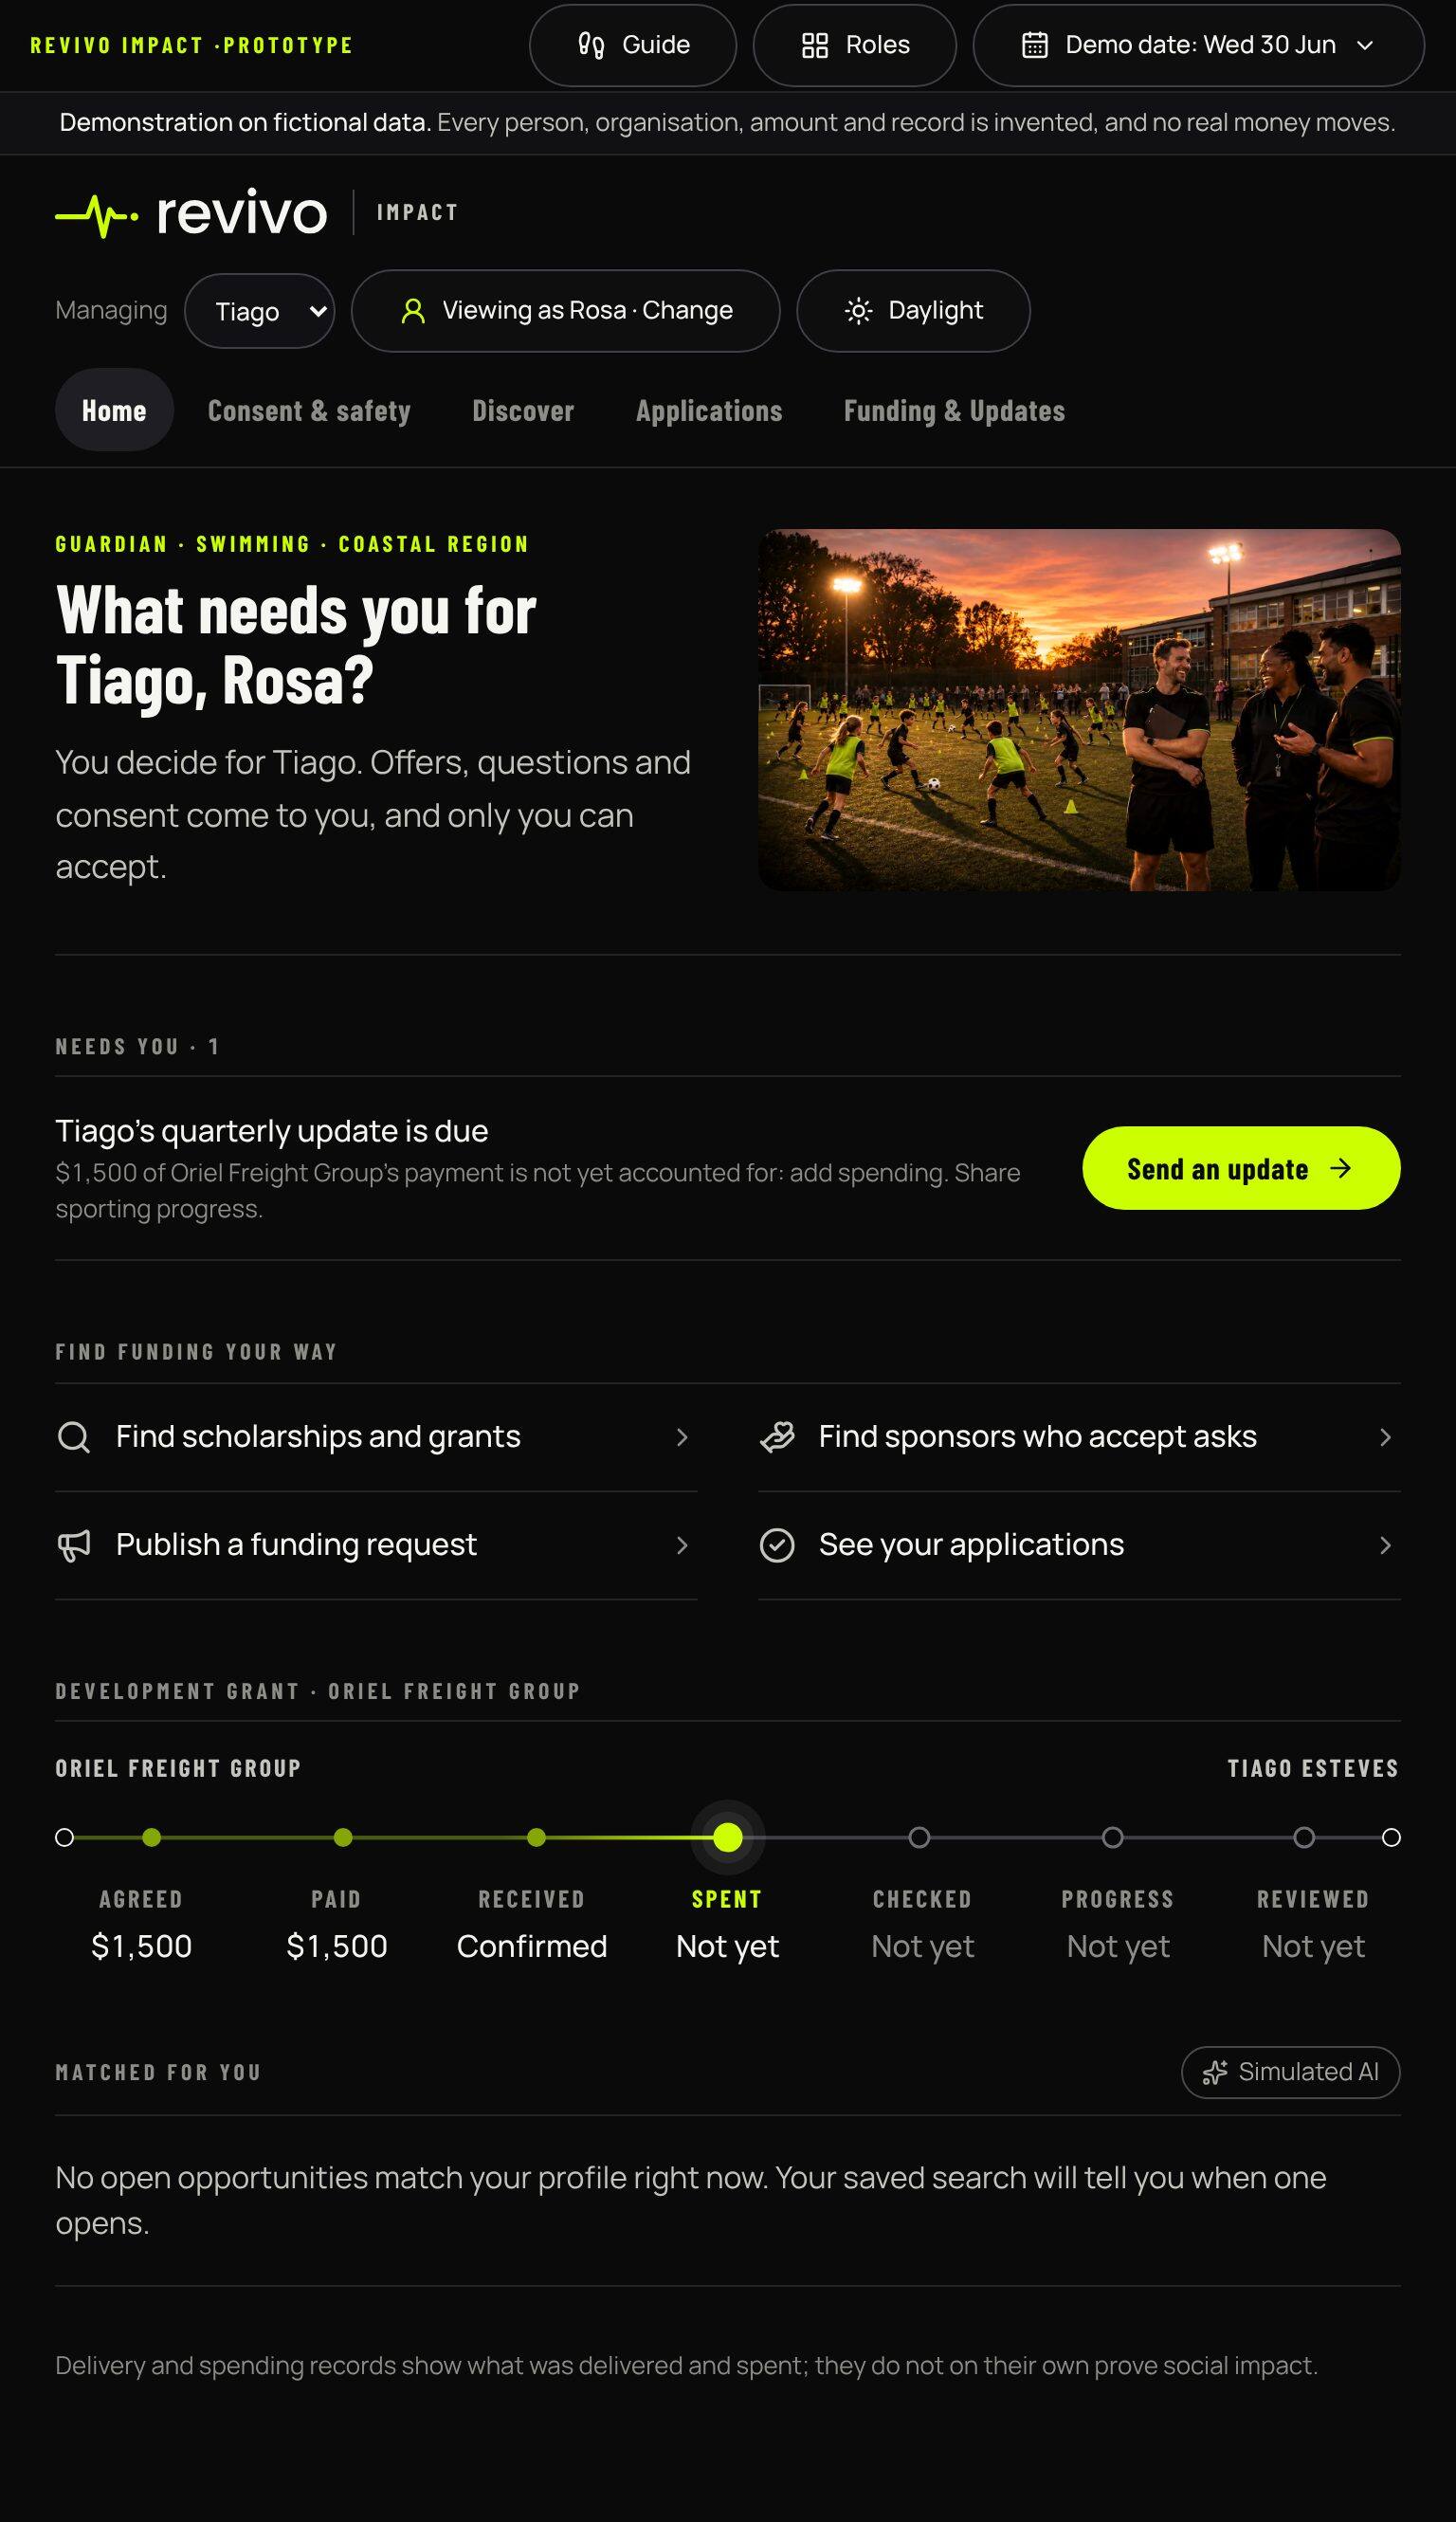 REVIVO IMPACT ·PROTOTYPE
Guide
Roles
Demo date: Wed 30 Jun
Demonstration on fictional data. Every person, organisation, amount and record is invented, and no real money moves.
revivo
IMPACT
Managing
Tiago
Viewing as Rosa · Change
Daylight
Home
Consent & safety
Discover
Applications
Funding & Updates
GUARDIAN · SWIMMING · COASTAL REGION
What needs you for
Tiago, Rosa?
You decide for Tiago. Offers, questions and
consent come to you, and only you can
accept.
NEEDS YOU · 1
Tiago’s quarterly update is due
$1,500 of Oriel Freight Group’s payment is not yet accounted for: add spending. Share
sporting progress.
Send an update
FIND FUNDING YOUR WAY
Find scholarships and grants
Find sponsors who accept asks
Publish a funding request
See your applications
DEVELOPMENT GRANT · ORIEL FREIGHT GROUP
ORIEL FREIGHT GROUP
TIAGO ESTEVES
AGREED
PAID
RECEIVED
SPENT
CHECKED
PROGRESS
REVIEWED
$1,500
$1,500
Confirmed
Not yet
Not yet
Not yet
Not yet
MATCHED FOR YOU
Simulated AI
No open opportunities match your profile right now. Your saved search will tell you when one
opens.
Delivery and spending records show what was delivered and spent; they do not on their own prove social impact.